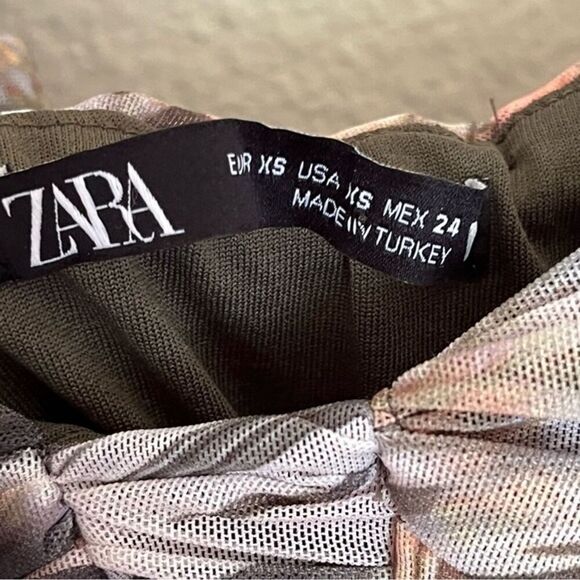 ZARA
EUR XS USA XS MEX 24
MADE IN TURKEY